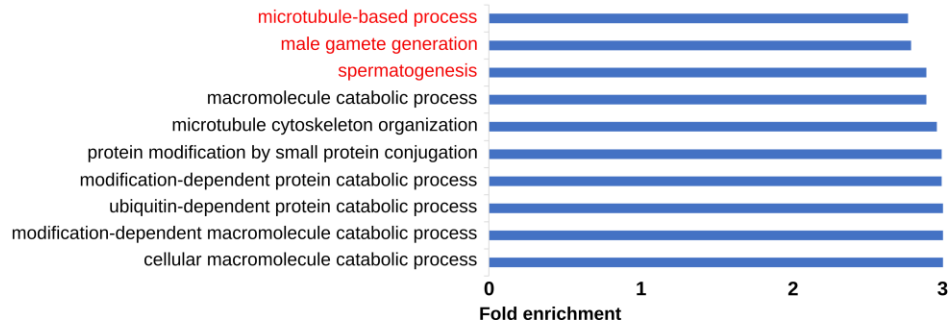 microtubule-based process
male gamete generation
spermatogenesis
macromolecule catabolic process
microtubule cytoskeleton organization
protein modification by small protein conjugation
modification-dependent protein catabolic process
ubiquitin-dependent protein catabolic process
modification-dependent macromolecule catabolic process
cellular macromolecule catabolic process
0 1 2 3
Fold enrichment